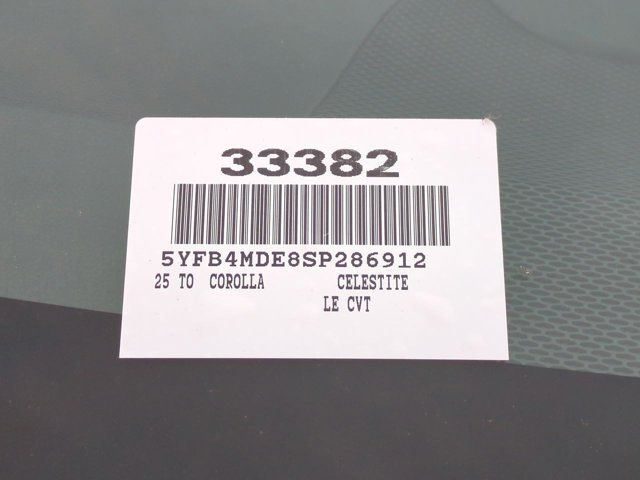 33382
5YFB4MDE8SP286912
25 TO COROLLA CELESTITE
LE CVT